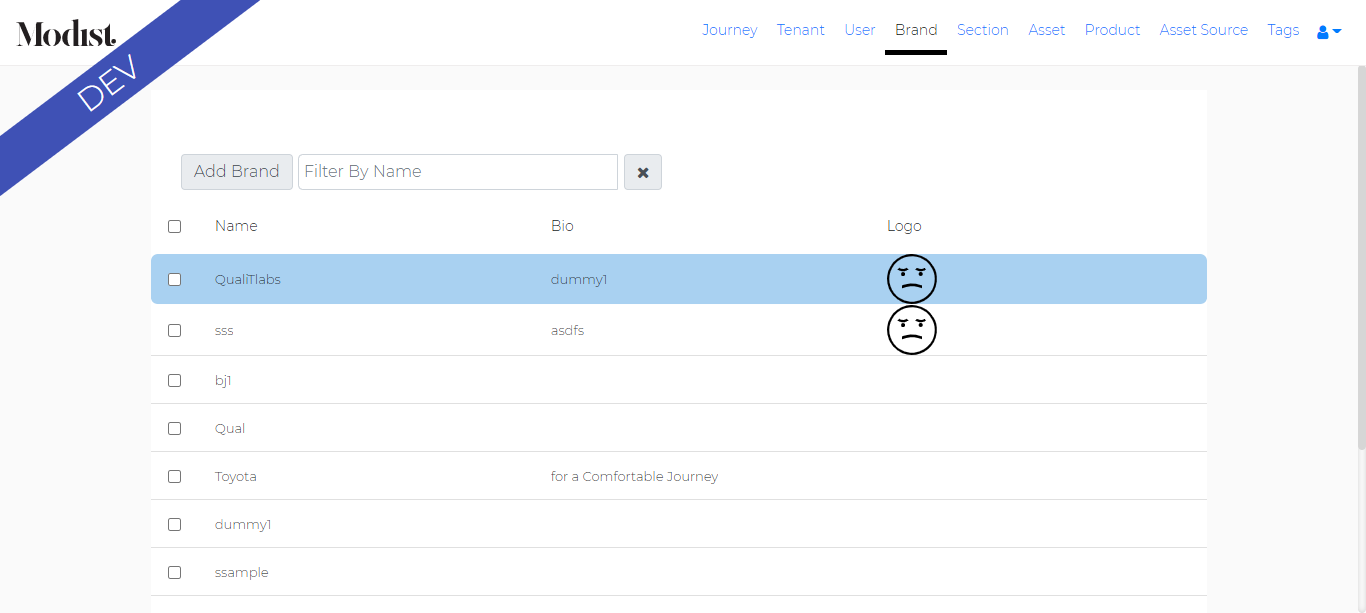 Modist.
Journey Tenant User Brand Section Asset Product Asset Source Tags
DEV
Add Brand Filter By Name
Name Bio Logo
QualiTlabs dummy1
sss asdfs
bj1
Qual
Toyota for a Comfortable Journey
dummy1
ssample